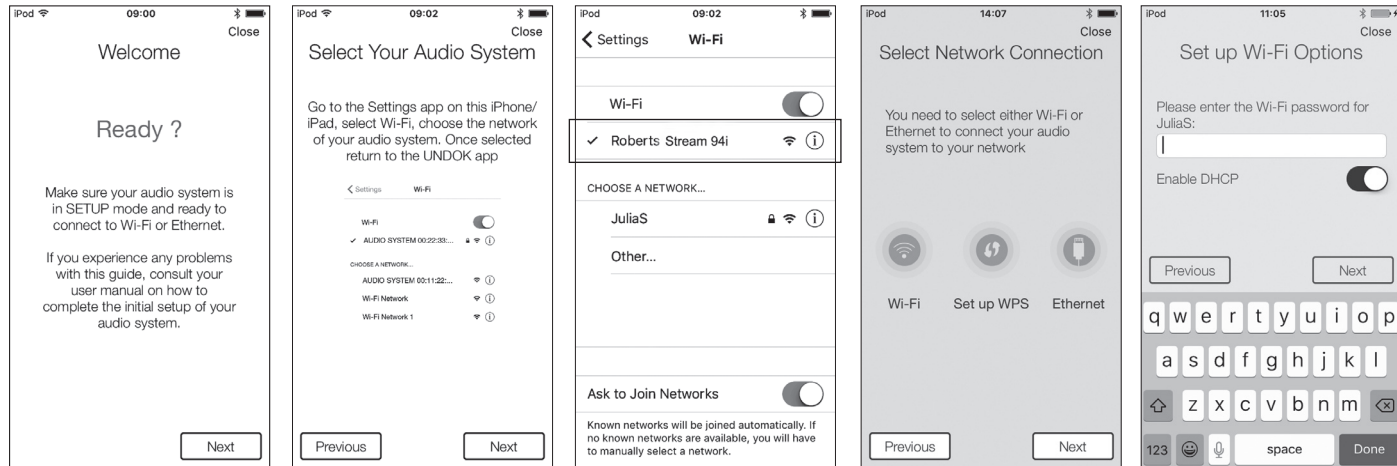 iPod 09:00
Close
Welcome
Ready ?
Make sure your audio system is
in SETUP mode and ready to
connect to Wi-Fi or Ethernet.
If you experience any problems
with this guide, consult your
user manual on how to
complete the initial setup of your
audio system.
Next
iPod 09:02
Close
Select Your Audio System
Go to the Settings app on this iPhone/
iPad, select Wi-Fi, choose the network
of your audio system. Once selected
return to the UNDOK app
Settings Wi-Fi
Wi-Fi
AUDIO SYSTEM 00:22:33:...
CHOOSE A NETWORK...
AUDIO SYSTEM 00:11:22:...
Wi-Fi Network
Wi-Fi Network 1
Previous Next
iPod 09:02
Settings Wi-Fi
Wi-Fi
Roberts Stream 94i
CHOOSE A NETWORK...
JuliaS
Other...
Ask to Join Networks
Known networks will be joined automatically. If
no known networks are available, you will have
to manually select a network.
iPod 14:07
Close
Select Network Connection
You need to select either Wi-Fi or
Ethernet to connect your audio
system to your network
Wi-Fi Set up WPS Ethernet
Previous Next
iPod 11:05
Close
Set up Wi-Fi Options
Please enter the Wi-Fi password for
JuliaS:
Enable DHCP
Previous Next
q w e r t y u i o p
a s d f g h j k l
z x c v b n m
123 space Done